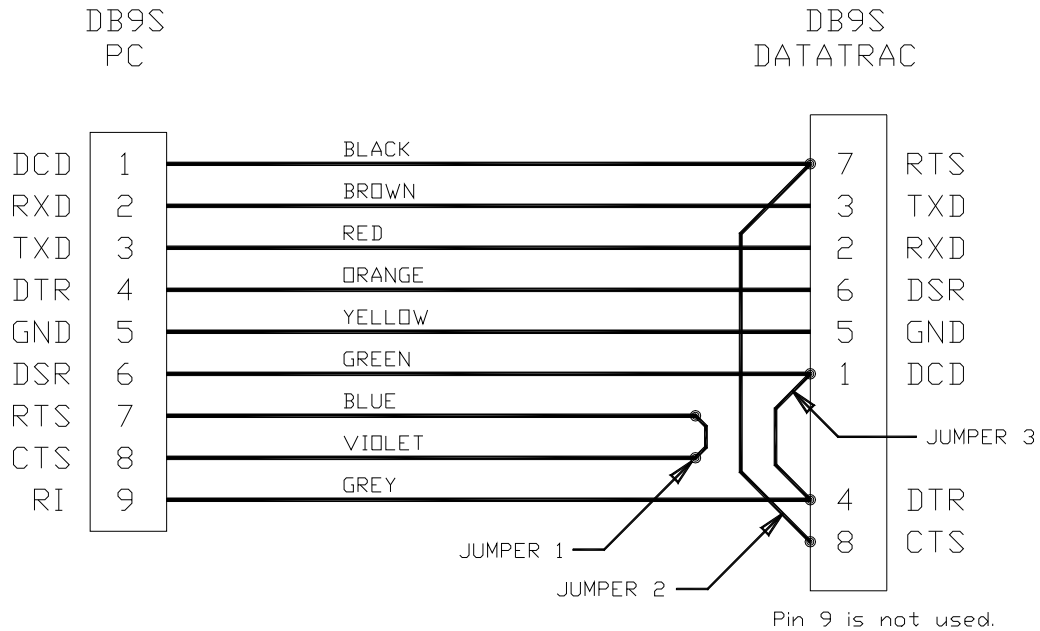 DB9S
PC
DB9S
DATATRAC
DCD 1 BLACK 7 RTS
RXD 2 BROWN 3 TXD
TXD 3 RED 2 RXD
DTR 4 ORANGE 6 DSR
GND 5 YELLOW 5 GND
DSR 6 GREEN 1 DCD
RTS 7 BLUE
JUMPER 3
CTS 8 VIOLET
RI 9 GREY 4 DTR
8 CTS
JUMPER 1
JUMPER 2
Pin 9 is not used.